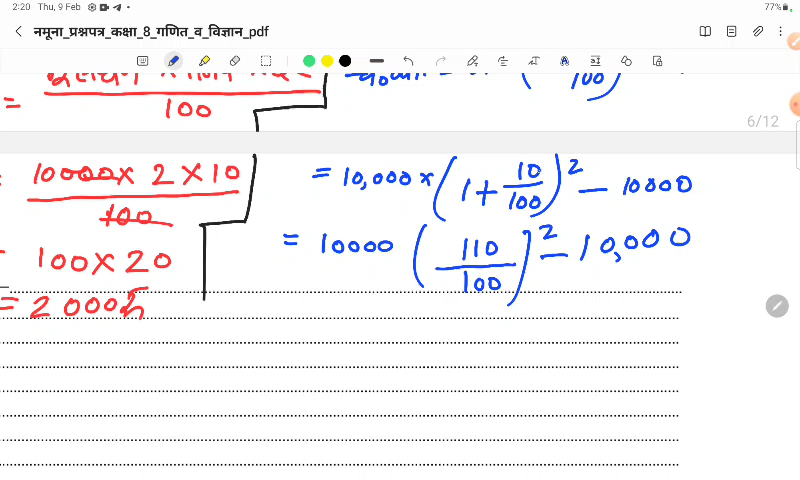 2:20 Thu, 9 Feb 77%
नमूना_प्रश्नपत्र_कक्षा_8_गणित_व_विज्ञान_pdf
= 100
100
6/12
10000 x 2 x 10 / 100
= 10,000 x (1 + 10/100)^2 - 10000
= 10000 (110/100)^2 - 10,000
100 x 20
= 2000रु